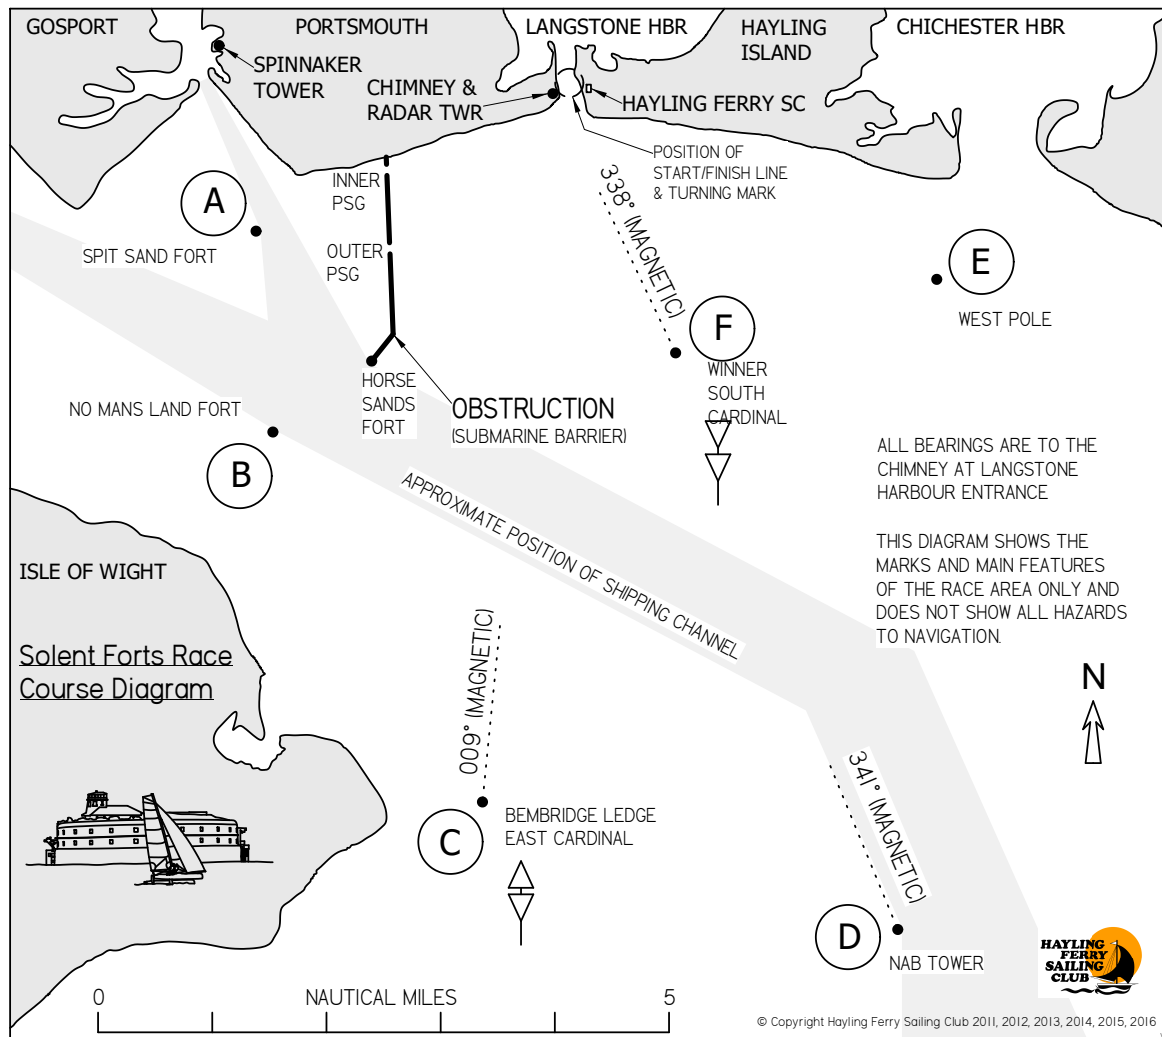 GOSPORT
PORTSMOUTH
LANGSTONE HBR
HAYLING
ISLAND
CHICHESTER HBR
SPINNAKER
TOWER
CHIMNEY &
RADAR TWR
HAYLING FERRY SC
POSITION OF
START/FINISH LINE
& TURNING MARK
INNER
PSG
OUTER
PSG
338° (MAGNETIC)
A
SPIT SAND FORT
E
WEST POLE
F
WINNER
SOUTH
CARDINAL
HORSE
SANDS
FORT
OBSTRUCTION
(SUBMARINE BARRIER)
NO MANS LAND FORT
B
APPROXIMATE POSITION OF SHIPPING CHANNEL
ALL BEARINGS ARE TO THE
CHIMNEY AT LANGSTONE
HARBOUR ENTRANCE
THIS DIAGRAM SHOWS THE
MARKS AND MAIN FEATURES
OF THE RACE AREA ONLY AND
DOES NOT SHOW ALL HAZARDS
TO NAVIGATION.
ISLE OF WIGHT
Solent Forts Race
Course Diagram
N
009° (MAGNETIC)
C
BEMBRIDGE LEDGE
EAST CARDINAL
341° (MAGNETIC)
D
NAB TOWER
HAYLING
FERRY
SAILING
CLUB
0
NAUTICAL MILES
5
© Copyright Hayling Ferry Sailing Club 2011, 2012, 2013, 2014, 2015, 2016